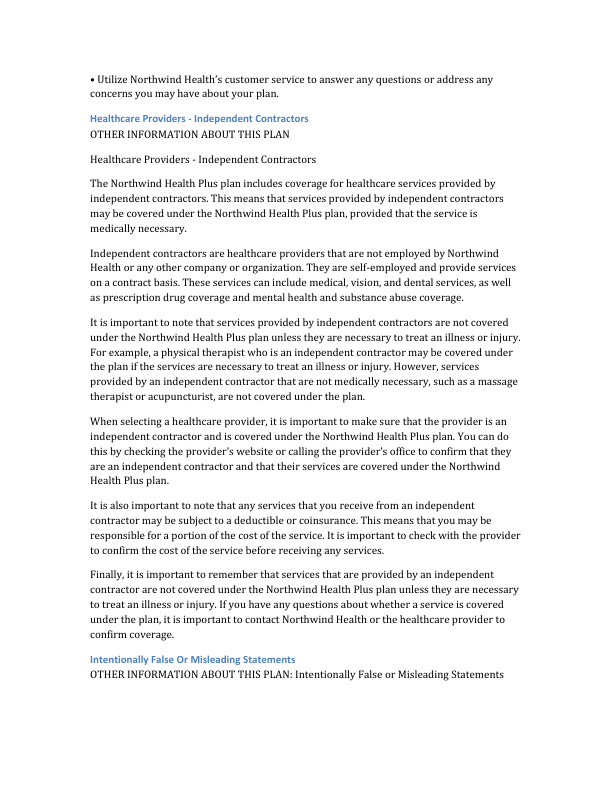 • Utilize Northwind Health’s customer service to answer any questions or address any
concerns you may have about your plan.
Healthcare Providers - Independent Contractors
OTHER INFORMATION ABOUT THIS PLAN
Healthcare Providers - Independent Contractors
The Northwind Health Plus plan includes coverage for healthcare services provided by
independent contractors. This means that services provided by independent contractors
may be covered under the Northwind Health Plus plan, provided that the service is
medically necessary.
Independent contractors are healthcare providers that are not employed by Northwind
Health or any other company or organization. They are self-employed and provide services
on a contract basis. These services can include medical, vision, and dental services, as well
as prescription drug coverage and mental health and substance abuse coverage.
It is important to note that services provided by independent contractors are not covered
under the Northwind Health Plus plan unless they are necessary to treat an illness or injury.
For example, a physical therapist who is an independent contractor may be covered under
the plan if the services are necessary to treat an illness or injury. However, services
provided by an independent contractor that are not medically necessary, such as a massage
therapist or acupuncturist, are not covered under the plan.
When selecting a healthcare provider, it is important to make sure that the provider is an
independent contractor and is covered under the Northwind Health Plus plan. You can do
this by checking the provider’s website or calling the provider’s office to confirm that they
are an independent contractor and that their services are covered under the Northwind
Health Plus plan.
It is also important to note that any services that you receive from an independent
contractor may be subject to a deductible or coinsurance. This means that you may be
responsible for a portion of the cost of the service. It is important to check with the provider
to confirm the cost of the service before receiving any services.
Finally, it is important to remember that services that are provided by an independent
contractor are not covered under the Northwind Health Plus plan unless they are necessary
to treat an illness or injury. If you have any questions about whether a service is covered
under the plan, it is important to contact Northwind Health or the healthcare provider to
confirm coverage.
Intentionally False Or Misleading Statements
OTHER INFORMATION ABOUT THIS PLAN: Intentionally False or Misleading Statements